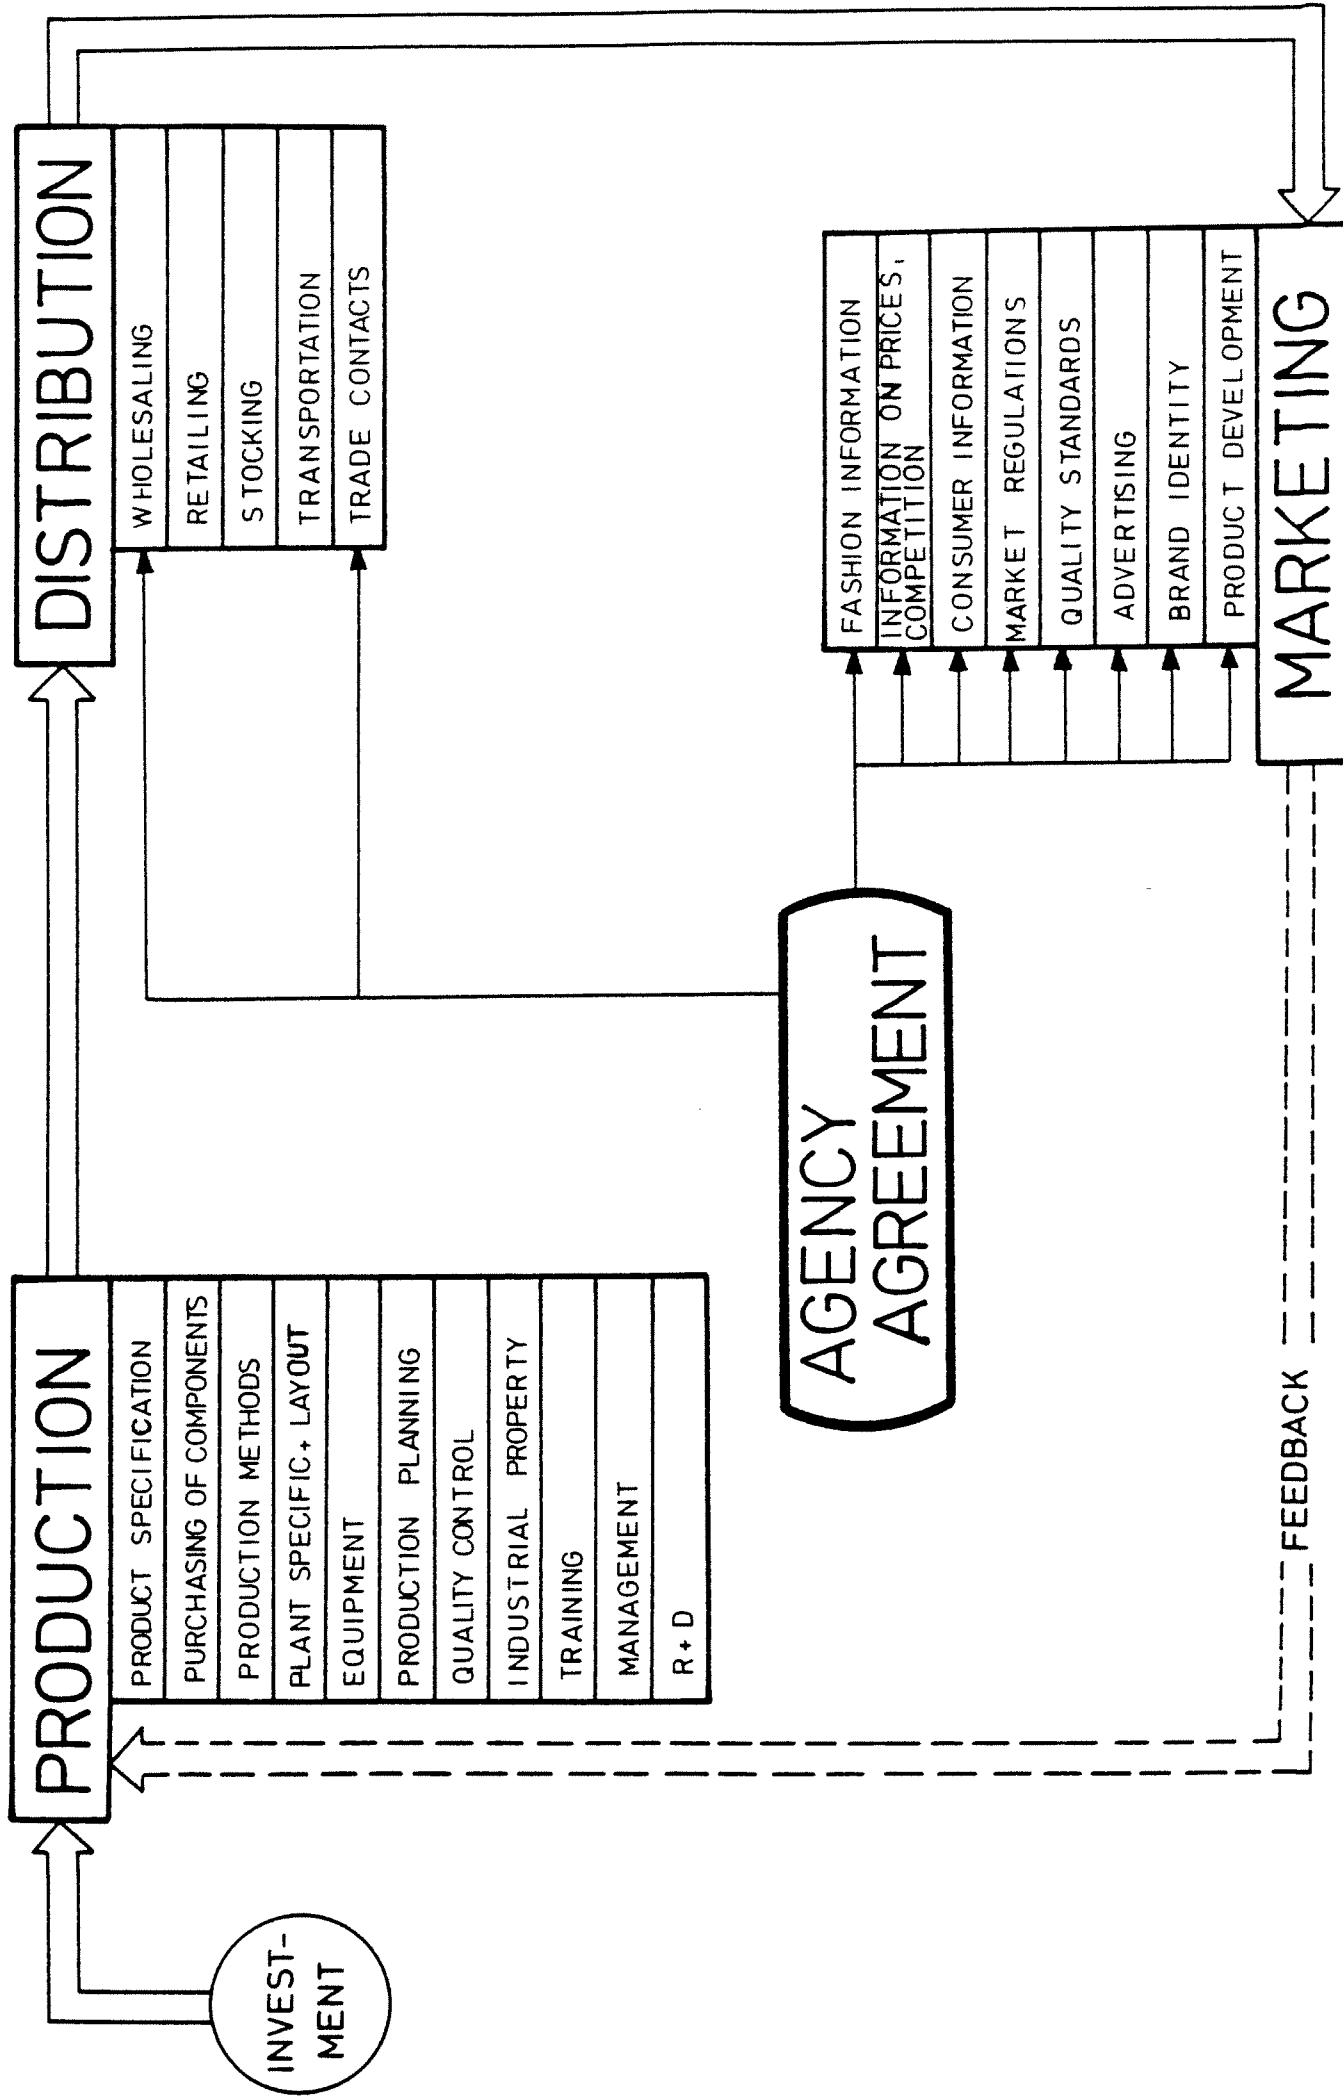 INVEST-
MENT
PRODUCTION
PRODUCT SPECIFICATION
PURCHASING OF COMPONENTS
PRODUCTION METHODS
PLANT SPECIFIC.+ LAYOUT
EQUIPMENT
PRODUCTION PLANNING
QUALITY CONTROL
INDUSTRIAL PROPERTY
TRAINING
MANAGEMENT
R + D
DISTRIBUTION
WHOLESALING
RETAILING
STOCKING
TRANSPORTATION
TRADE CONTACTS
AGENCY
AGREEMENT
FASHION INFORMATION
INFORMATION ON PRICES,
COMPETITION
CONSUMER INFORMATION
MARKET REGULATIONS
QUALITY STANDARDS
ADVERTISING
BRAND IDENTITY
PRODUCT DEVELOPMENT
MARKETING
FEEDBACK